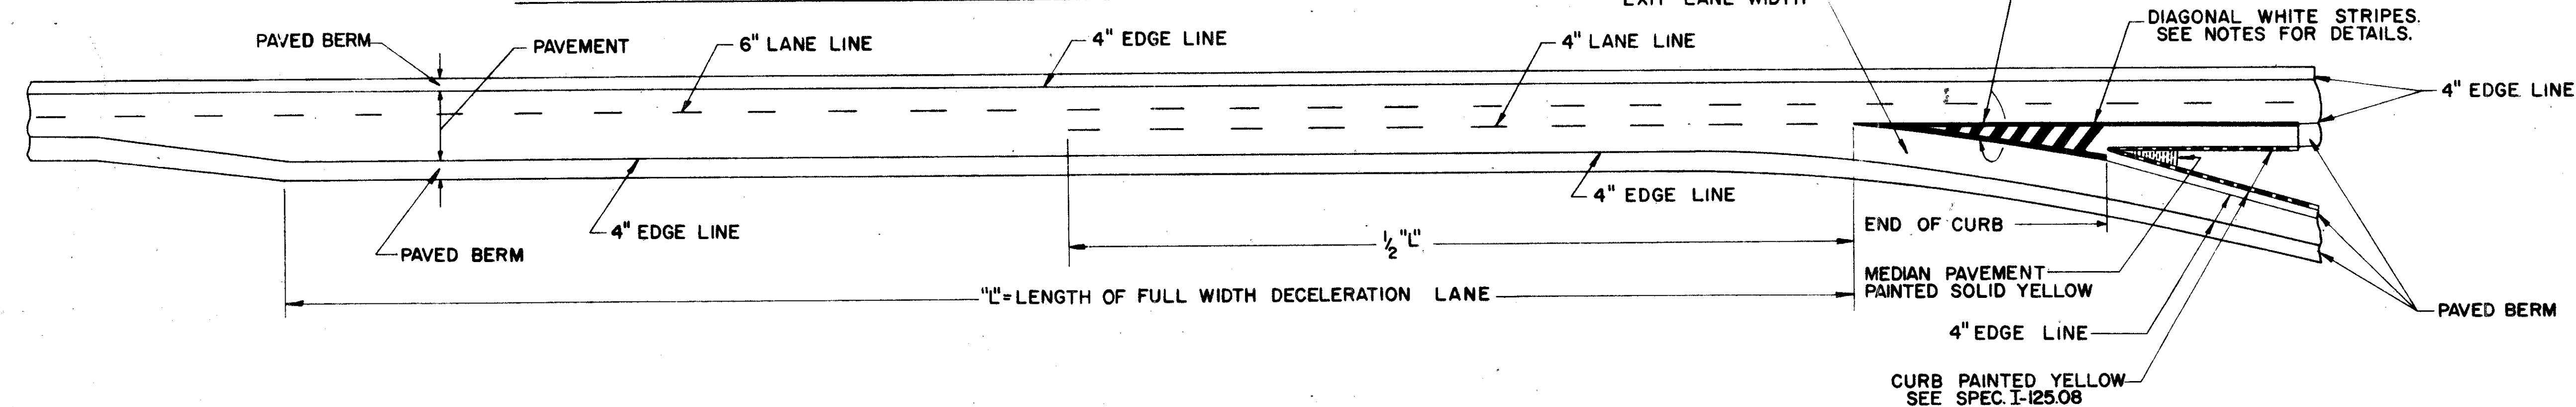 EXIT LANE WIDTH
DIAGONAL WHITE STRIPES.
SEE NOTES FOR DETAILS.
PAVED BERM
PAVEMENT
6" LANE LINE
4" EDGE LINE
4" LANE LINE
4" EDGE LINE
4" EDGE LINE
4" EDGE LINE
PAVED BERM
END OF CURB
½ "L"
MEDIAN PAVEMENT
PAINTED SOLID YELLOW
"L"=LENGTH OF FULL WIDTH DECELERATION LANE
PAVED BERM
4" EDGE LINE
CURB PAINTED YELLOW
SEE SPEC. I-125.08